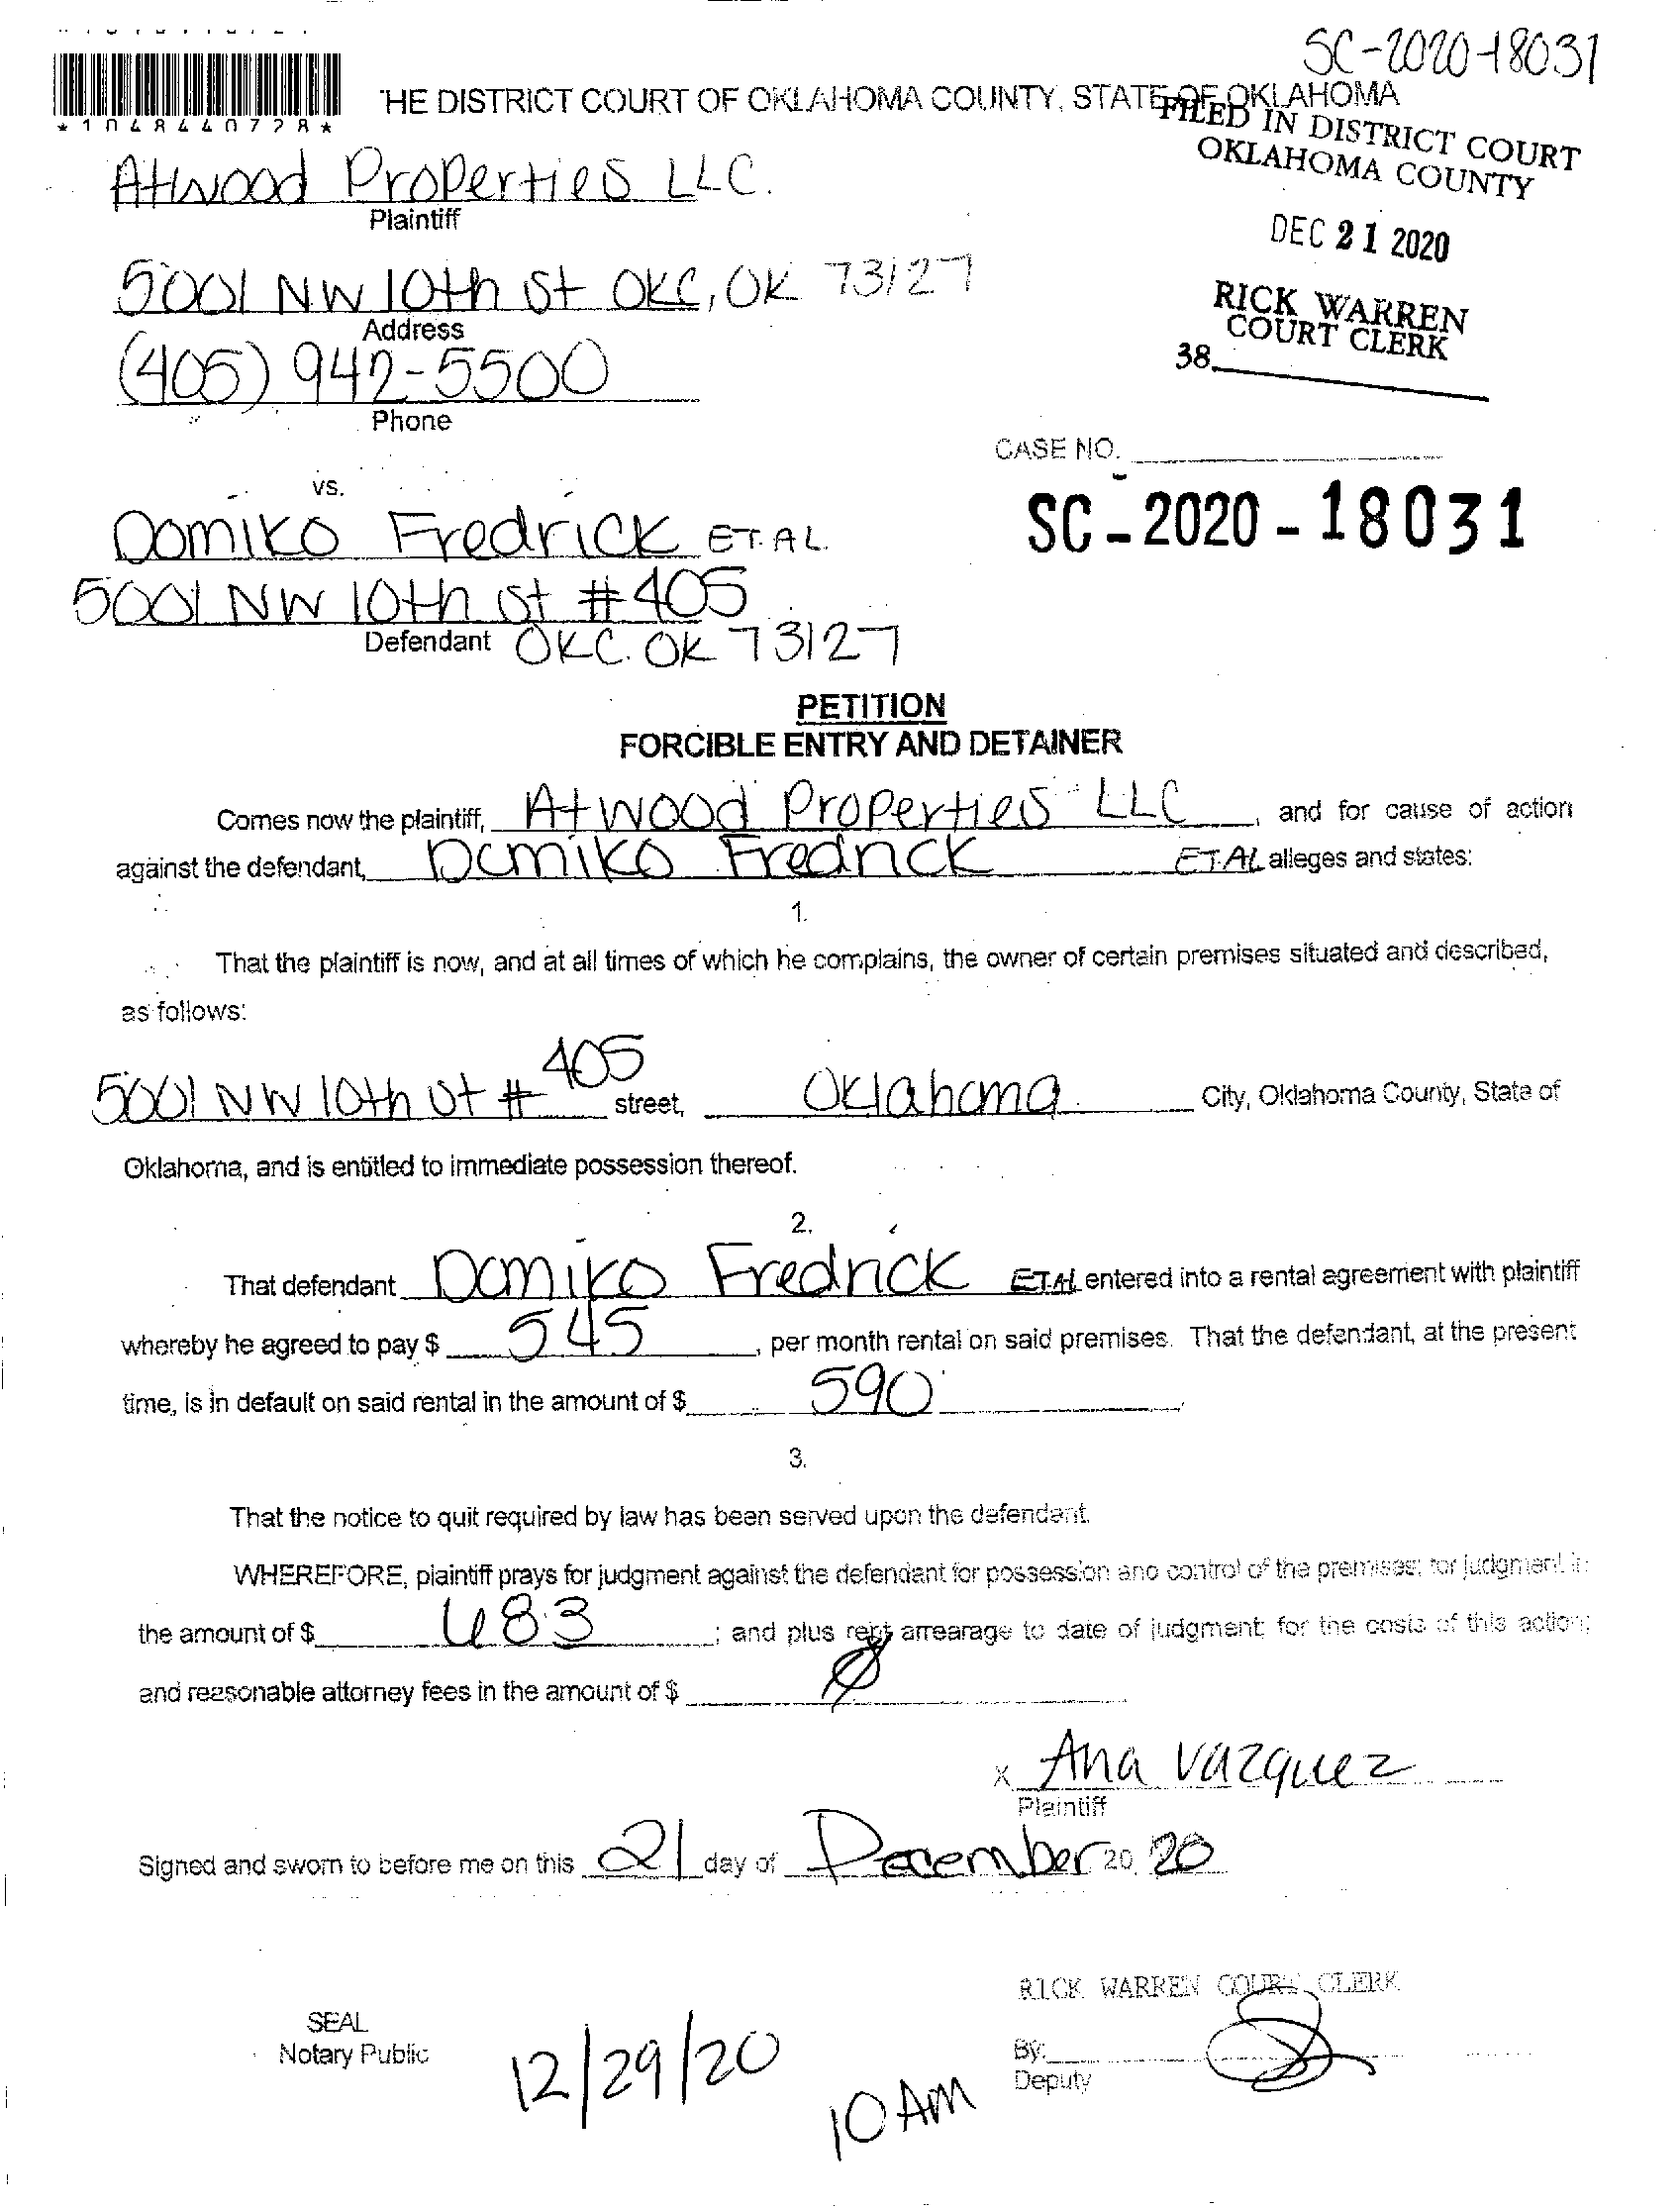 SC-2020-18031
*1048440728*
THE DISTRICT COURT OF OKLAHOMA COUNTY, STATE OF OKLAHOMA
FILED IN DISTRICT COURT
OKLAHOMA COUNTY
Atwood Properties LLC.
Plaintiff
DEC 21 2020
5001 NW 10th St OKC, OK 73127
Address
RICK WARREN
COURT CLERK
38
(405) 942-5500
Phone
CASE NO.
vs.
SC-2020-18031
Domiko Fredrick ET.AL.
5001 NW 10th St #405
Defendant OKC. OK 73127
PETITION
FORCIBLE ENTRY AND DETAINER
Comes now the plaintiff, Atwood Properties LLC, and for cause of action
against the defendant, Domiko Fredrick ET.AL alleges and states:
1.
That the plaintiff is now, and at all times of which he complains, the owner of certain premises situated and described,
as follows:
5001 NW 10th St # 405 street, Oklahoma City, Oklahoma County, State of
Oklahoma, and is entitled to immediate possession thereof.
2.
That defendant Domiko Fredrick ET.AL entered into a rental agreement with plaintiff
whereby he agreed to pay $ 545, per month rental on said premises. That the defendant, at the present
time, is in default on said rental in the amount of $ 590
3.
That the notice to quit required by law has been served upon the defendant.
WHEREFORE, plaintiff prays for judgment against the defendant for possession and control of the premises; for judgment in
the amount of $ 683; and plus rent arrearage to date of judgment; for the costs of this action;
and reasonable attorney fees in the amount of $ Ø
X Ana Vazquez
Plaintiff
Signed and sworn to before me on this 21 day of December 20 20
RICK WARREN COURT CLERK
SEAL
Notary Public
12/29/20
10 AM
By:
Deputy